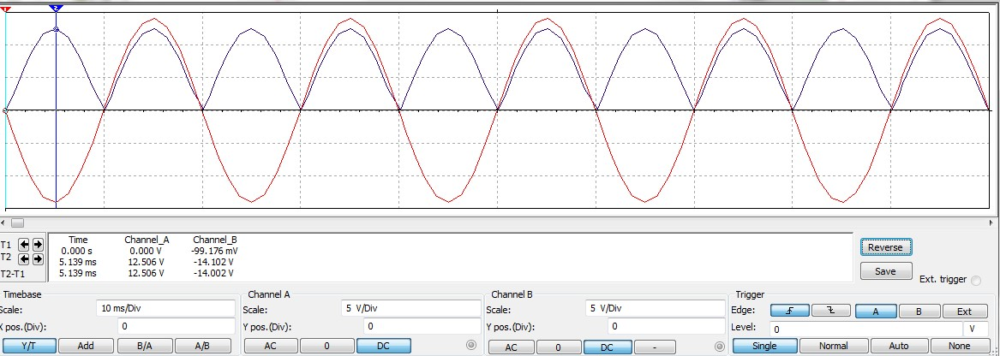 1 2
Time Channel_A Channel_B
T1 0.000 s 0.000 V -99.176 mV
T2 5.139 ms 12.506 V -14.102 V
T2-T1 5.139 ms 12.506 V -14.002 V
Reverse
Save
Ext. trigger
Timebase Channel A Channel B Trigger
Scale: 10 ms/Div Scale: 5 V/Div Scale: 5 V/Div Edge: A B Ext
X pos.(Div): 0 Y pos.(Div): 0 Y pos.(Div): 0 Level: 0 V
Y/T Add B/A A/B AC 0 DC AC 0 DC - Single Normal Auto None